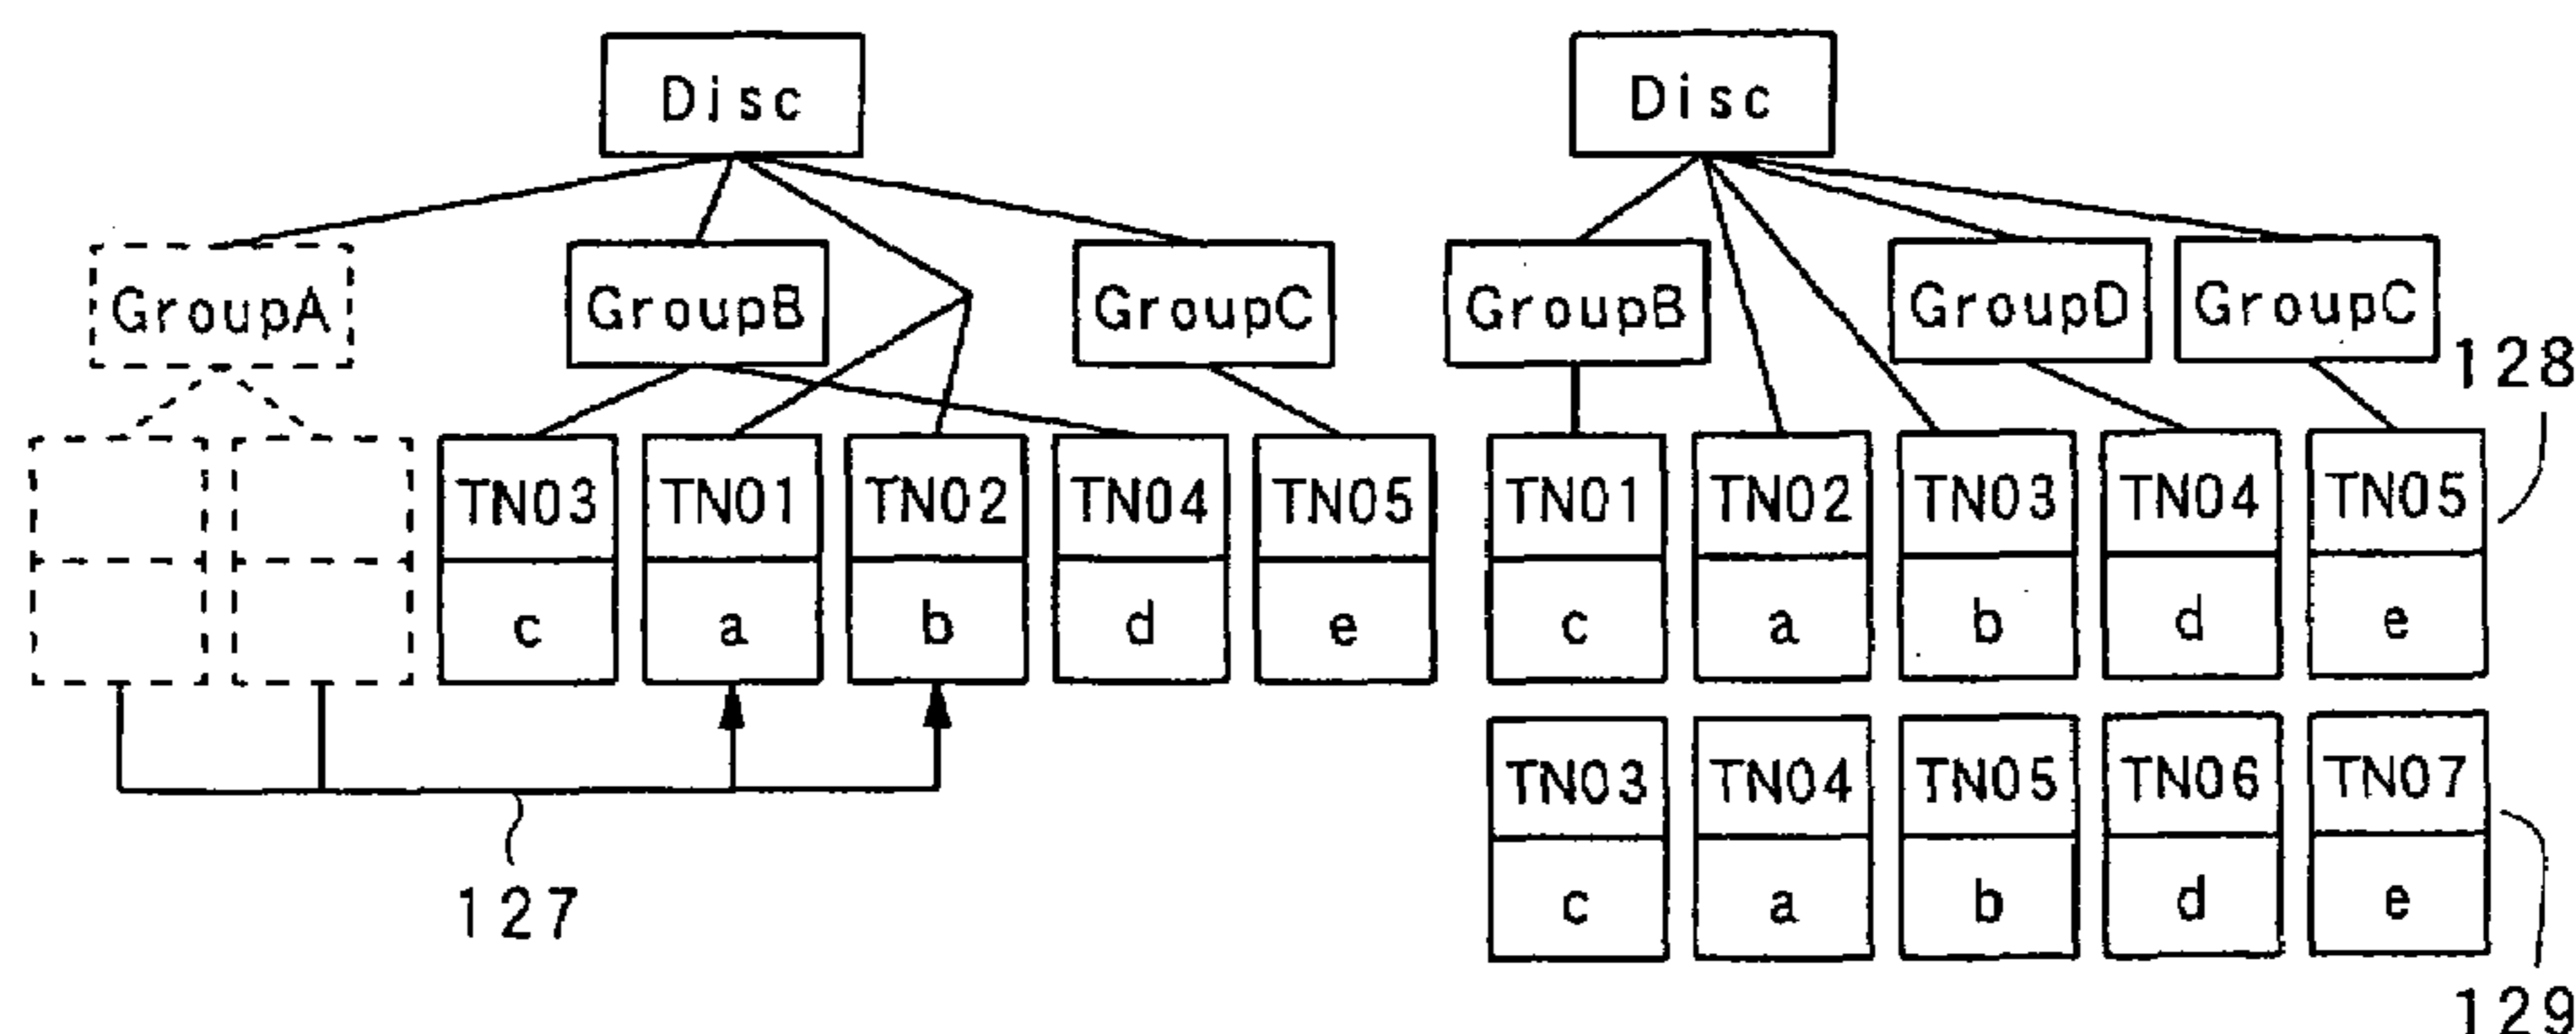 Disc Disc
GroupA GroupB GroupC GroupB GroupD GroupC
128
TN03 TN01 TN02 TN04 TN05 TN01 TN02 TN03 TN04 TN05
c a b d e c a b d e
TN03 TN04 TN05 TN06 TN07
127
c a b d e
129